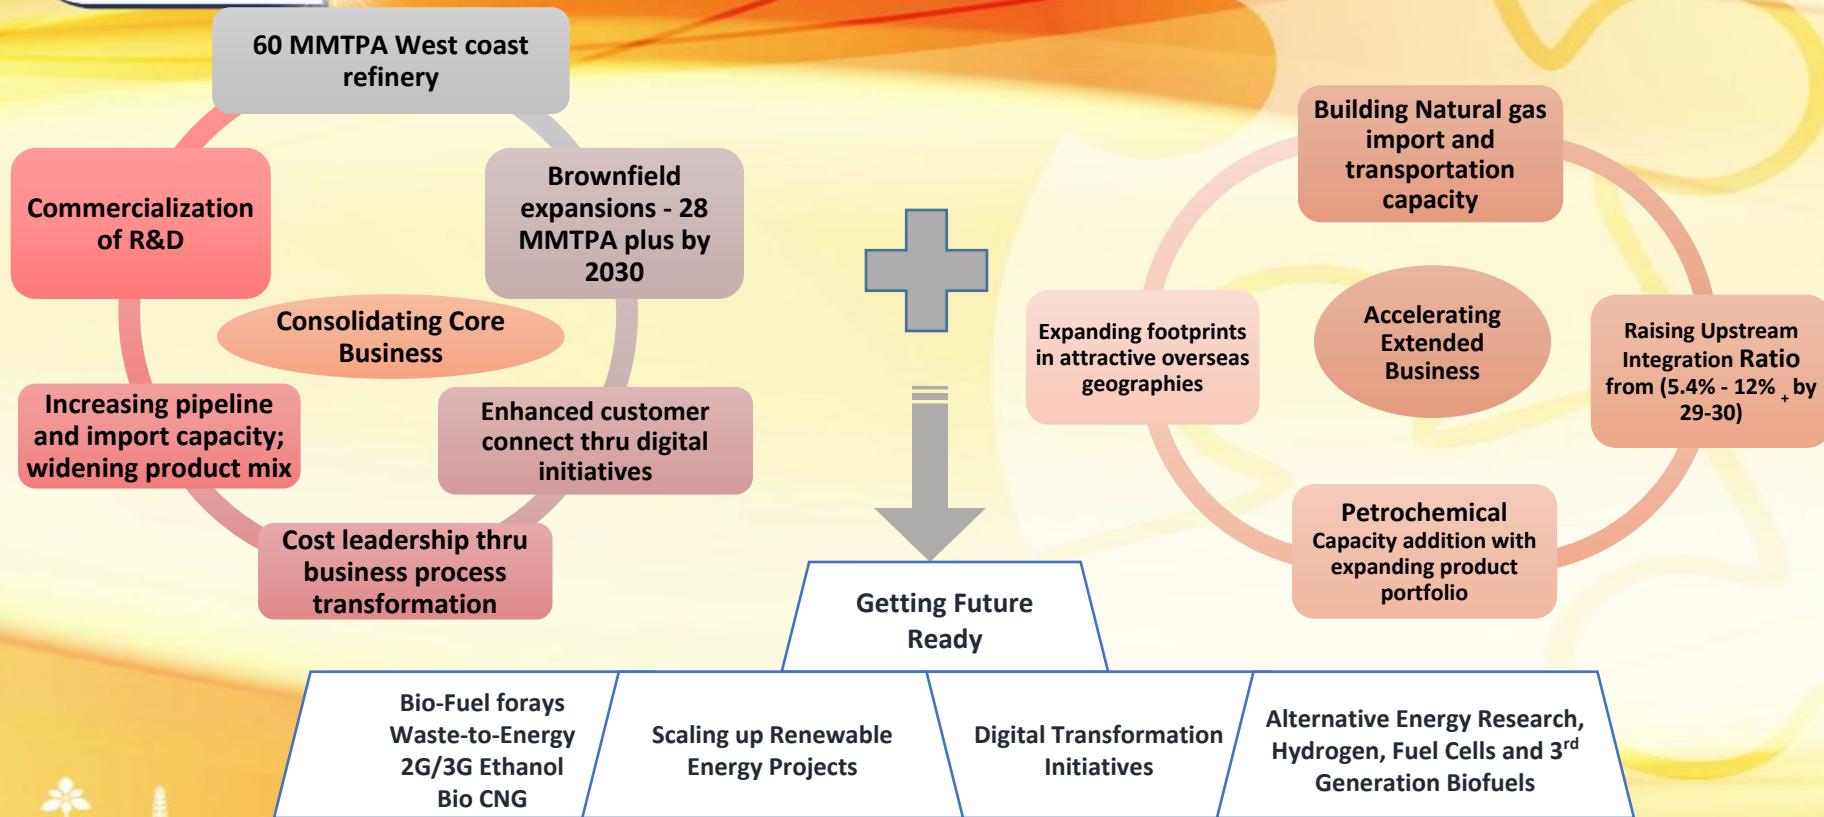 60 MMTPA West coast
refinery
Commercialization
of R&D
Brownfield
expansions - 28
MMTPA plus by
2030
Consolidating Core
Business
Increasing pipeline
and import capacity;
widening product mix
Enhanced customer
connect thru digital
initiatives
Cost leadership thru
business process
transformation
Building Natural gas
import and
transportation
capacity
Expanding footprints
in attractive overseas
geographies
Accelerating
Extended
Business
Raising Upstream
Integration Ratio
from (5.4% - 12% + by
29-30)
Petrochemical
Capacity addition with
expanding product
portfolio
Getting Future
Ready
Bio-Fuel forays
Waste-to-Energy
2G/3G Ethanol
Bio CNG
Scaling up Renewable
Energy Projects
Digital Transformation
Initiatives
Alternative Energy Research,
Hydrogen, Fuel Cells and 3rd
Generation Biofuels